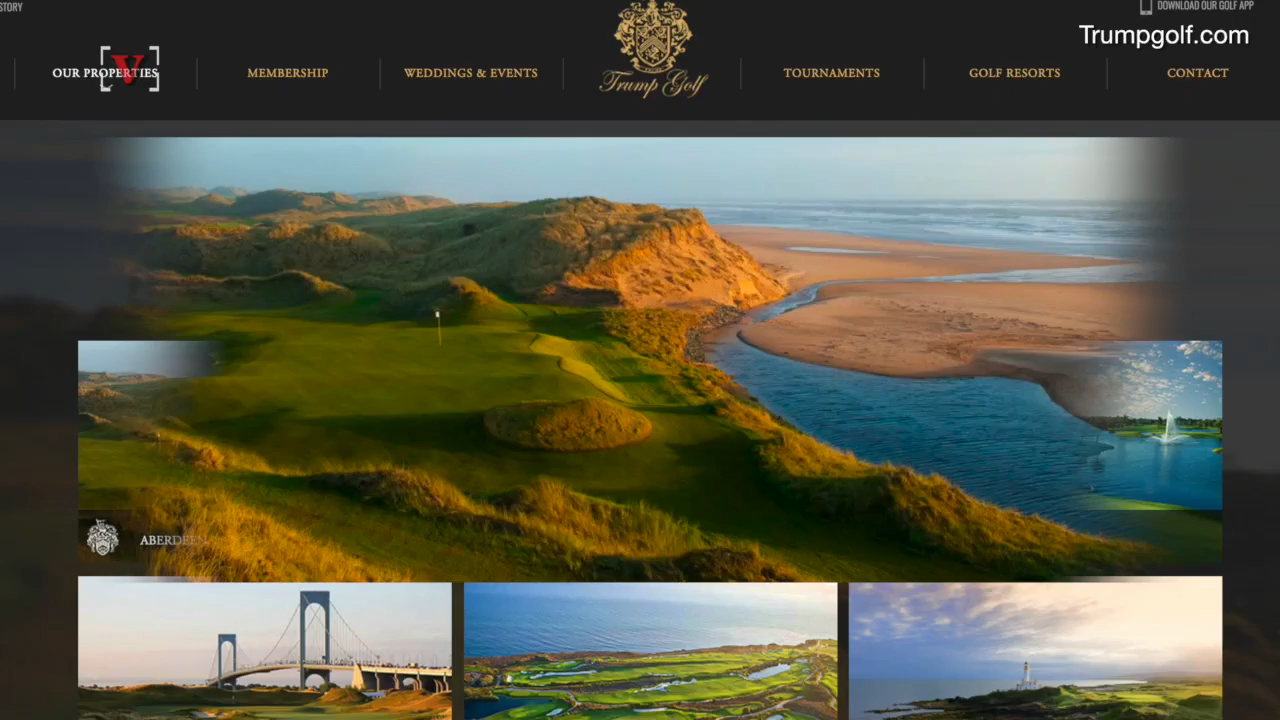 STORY
DOWNLOAD OUR GOLF APP
Trumpgolf.com
OUR PROPERTIES
V
MEMBERSHIP
WEDDINGS & EVENTS
Trump Golf
TOURNAMENTS
GOLF RESORTS
CONTACT
ABERDEEN